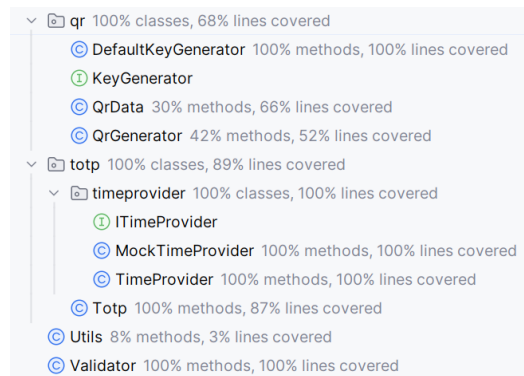 qr 100% classes, 68% lines covered
DefaultKeyGenerator 100% methods, 100% lines covered
KeyGenerator
QrData 30% methods, 66% lines covered
QrGenerator 42% methods, 52% lines covered
totp 100% classes, 89% lines covered
timeprovider 100% classes, 100% lines covered
ITimeProvider
MockTimeProvider 100% methods, 100% lines covered
TimeProvider 100% methods, 100% lines covered
Totp 100% methods, 87% lines covered
Utils 8% methods, 3% lines covered
Validator 100% methods, 100% lines covered